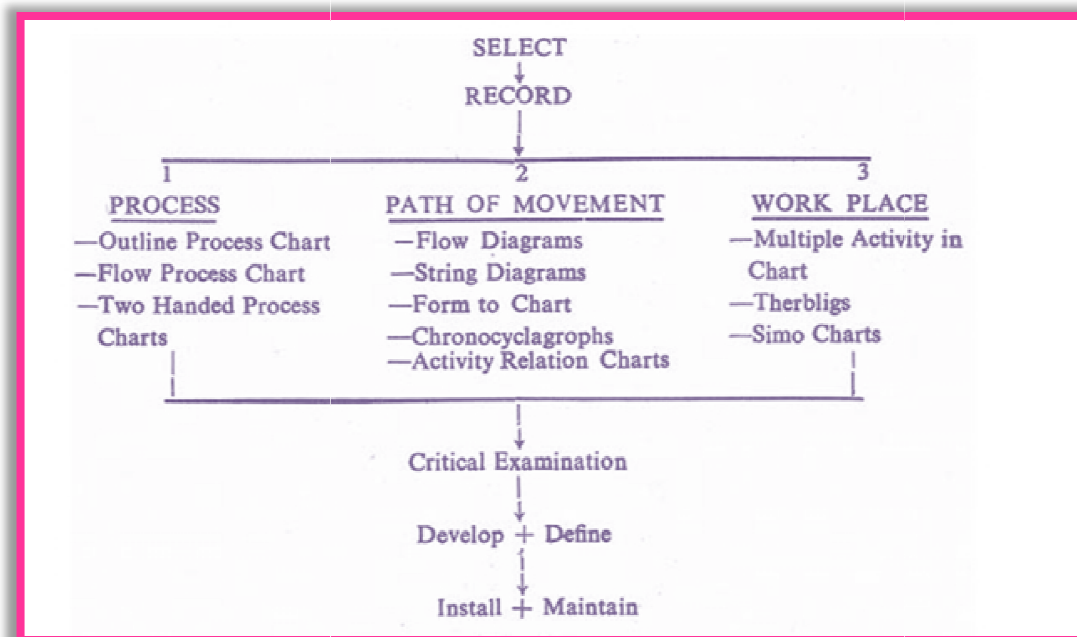 SELECT
RECORD
1
PROCESS
—Outline Process Chart
—Flow Process Chart
—Two Handed Process
Charts
2
PATH OF MOVEMENT
—Flow Diagrams
—String Diagrams
—Form to Chart
—Chronocyclagrophs
—Activity Relation Charts
3
WORK PLACE
—Multiple Activity in
Chart
—Therbligs
—Simo Charts
Critical Examination
Develop + Define
Install + Maintain